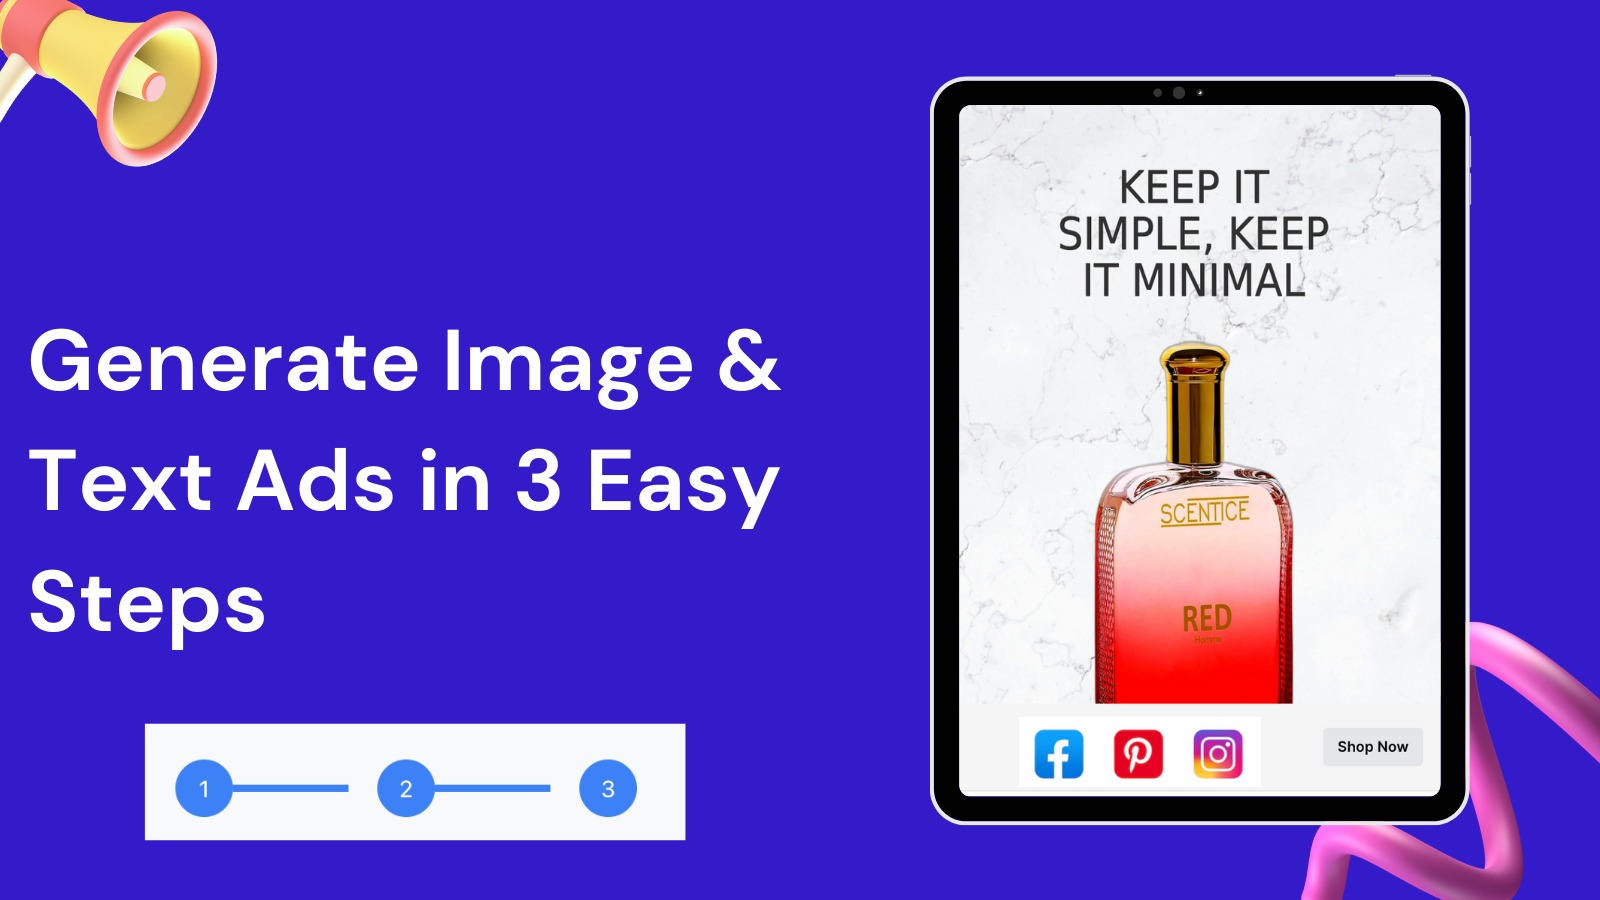 Generate Image &
Text Ads in 3 Easy
Steps
1 2 3
KEEP IT
SIMPLE, KEEP
IT MINIMAL
SCENTICE
RED
Homme
Shop Now